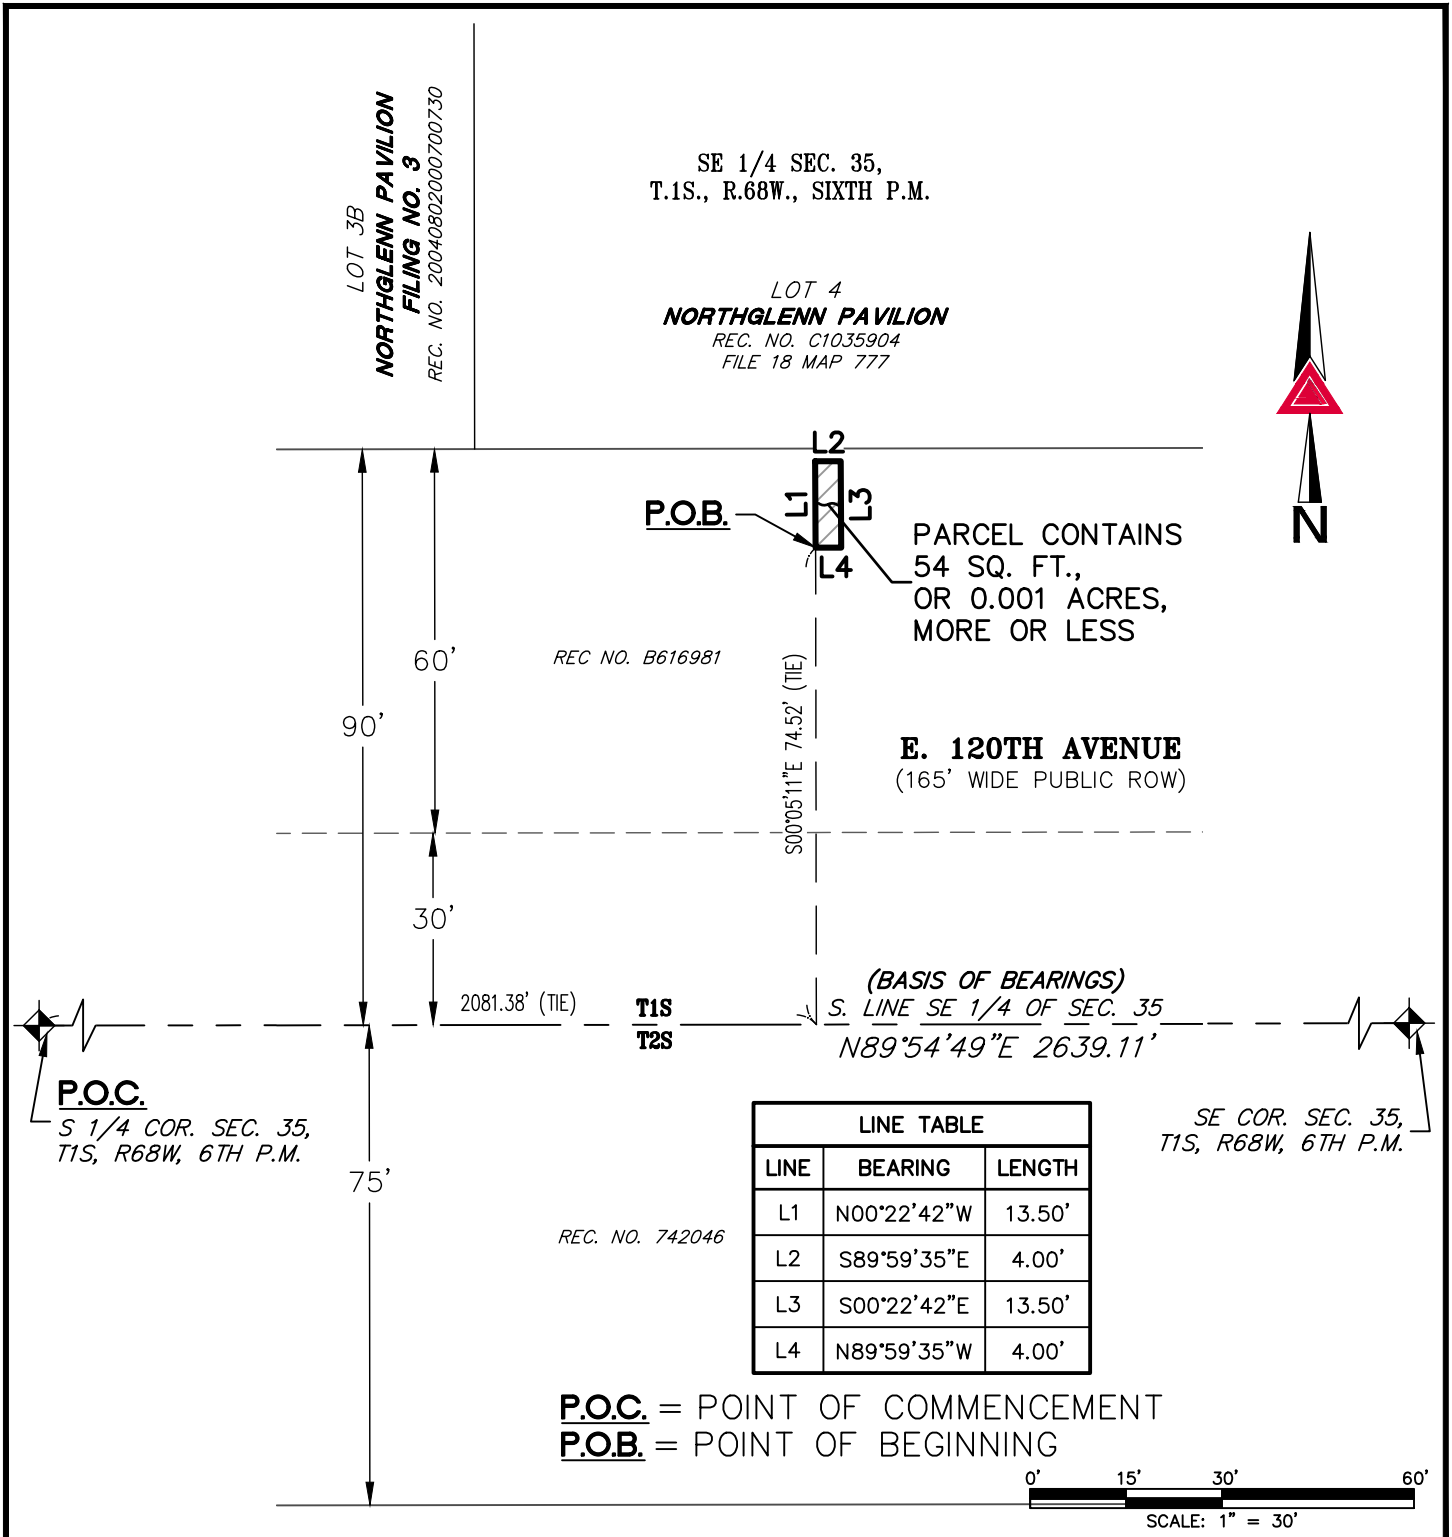 LOT 3B
NORTHGLENN PAVILION
FILING NO. 3
REC. NO. 20040802000700730
SE 1/4 SEC. 35,
T.1S., R.68W., SIXTH P.M.
LOT 4
NORTHGLENN PAVILION
REC. NO. C1035904
FILE 18 MAP 777
N
L2
L1
L3
L4
P.O.B.
PARCEL CONTAINS
54 SQ. FT.,
OR 0.001 ACRES,
MORE OR LESS
60'
90'
REC NO. B616981
S00°05'11"E 74.52' (TIE)
E. 120TH AVENUE
(165' WIDE PUBLIC ROW)
30'
2081.38' (TIE)
T1S
T2S
(BASIS OF BEARINGS)
S. LINE SE 1/4 OF SEC. 35
N89°54'49"E 2639.11'
P.O.C.
S 1/4 COR. SEC. 35,
T1S, R68W, 6TH P.M.
SE COR. SEC. 35,
T1S, R68W, 6TH P.M.
75'
REC. NO. 742046
LINE TABLE
LINE BEARING LENGTH
L1 N00°22'42"W 13.50'
L2 S89°59'35"E 4.00'
L3 S00°22'42"E 13.50'
L4 N89°59'35"W 4.00'
P.O.C. = POINT OF COMMENCEMENT
P.O.B. = POINT OF BEGINNING
0' 15' 30' 60'
SCALE: 1" = 30'